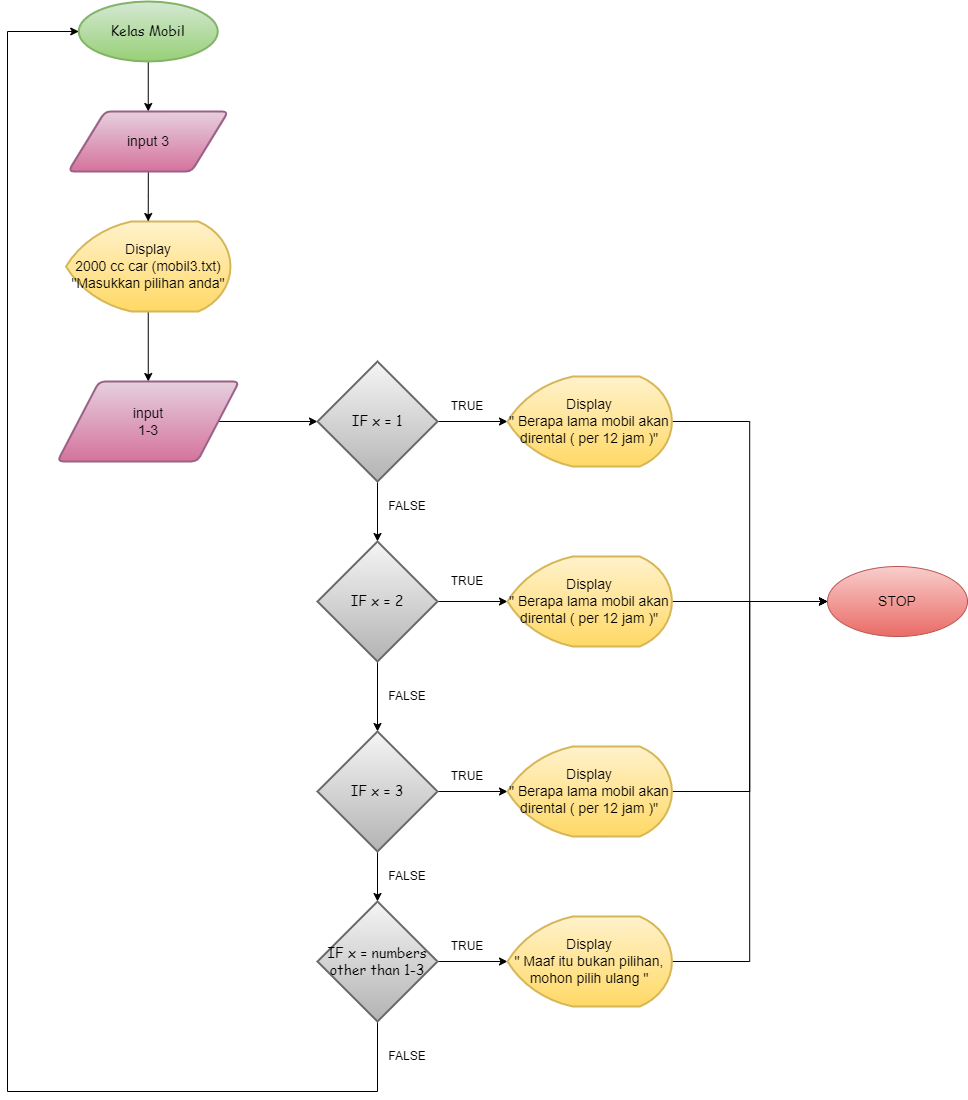 Kelas Mobil
input 3
Display
2000 cc car (mobil3.txt)
"Masukkan pilihan anda"
input
1-3
IF x = 1
TRUE
Display
" Berapa lama mobil akan
dirental ( per 12 jam )"
FALSE
IF x = 2
TRUE
Display
" Berapa lama mobil akan
dirental ( per 12 jam )"
STOP
FALSE
IF x = 3
TRUE
Display
" Berapa lama mobil akan
dirental ( per 12 jam )"
FALSE
IF x = numbers
other than 1-3
TRUE
Display
" Maaf itu bukan pilihan,
mohon pilih ulang "
FALSE